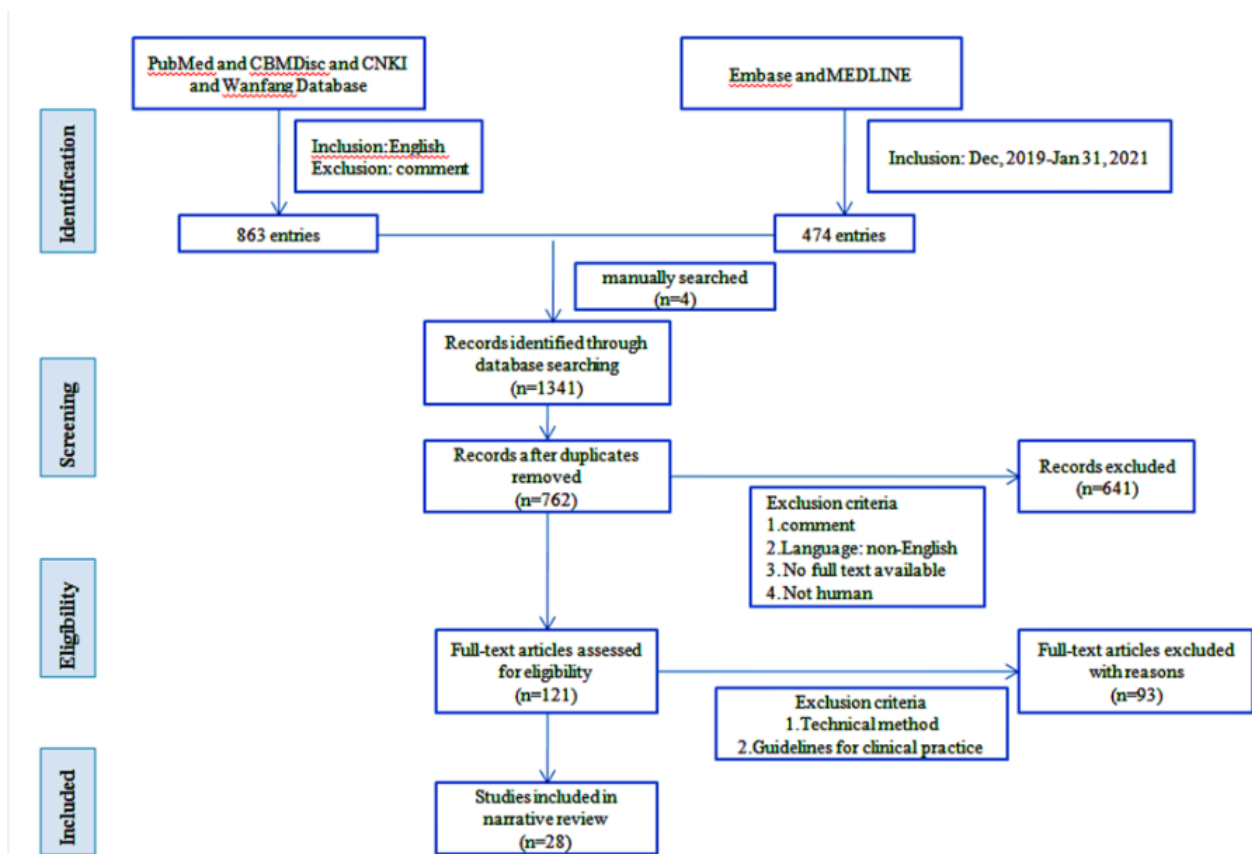 PubMed and CBMDisc and CNKI
and Wanfang Database
Embase andMEDLINE
Identification
Inclusion:English
Exclusion: comment
Inclusion: Dec, 2019-Jan 31, 2021
863 entries
474 entries
manually searched
(n=4)
Records identified through
database searching
(n=1341)
Screening
Records after duplicates
removed
(n=762)
Records excluded
(n=641)
Exclusion criteria
1.comment
2.Language: non-English
3.No full text available
4.Not human
Eligibility
Full-text articles assessed
for eligibility
(n=121)
Full-text articles excluded
with reasons
(n=93)
Exclusion criteria
1.Technical method
2.Guidelines for clinical practice
Included
Studies included in
narrative review
(n=28)